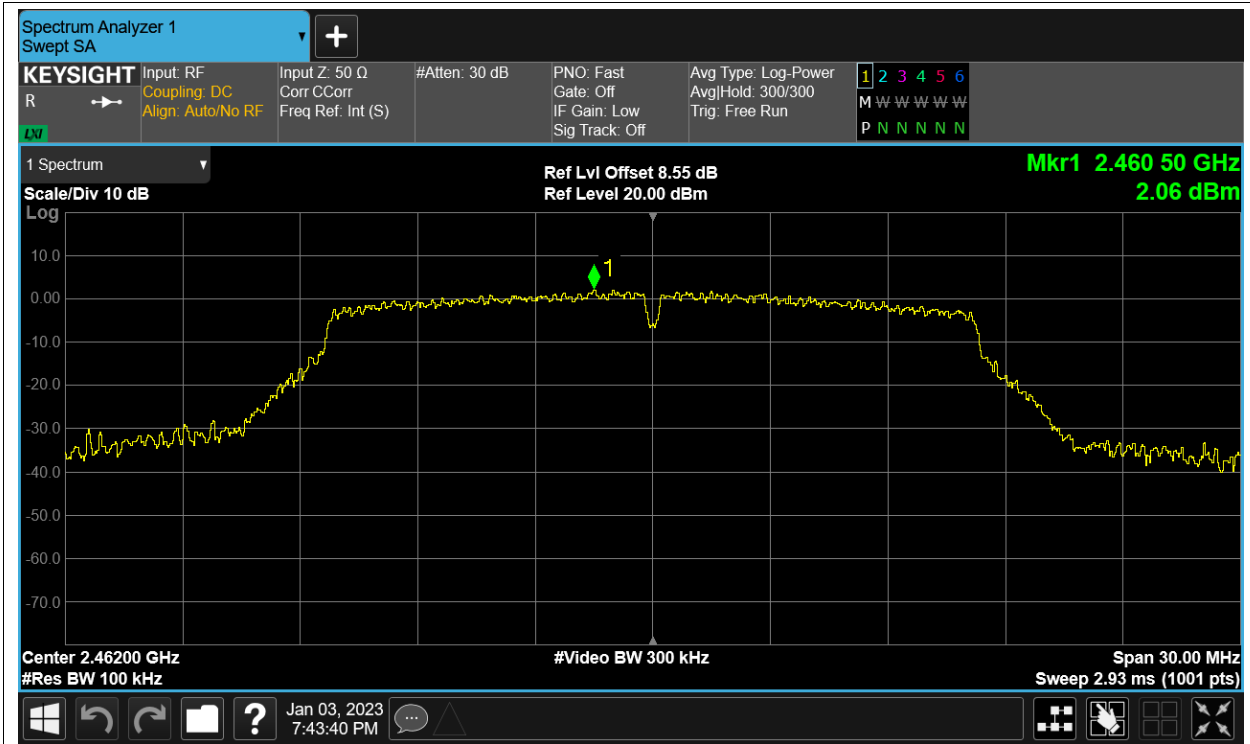 Spectrum Analyzer 1
Swept SA
KEYSIGHT
R
LXI
Input: RF
Coupling: DC
Align: Auto/No RF
Input Z: 50 Ω
Corr CCorr
Freq Ref: Int (S)
#Atten: 30 dB
PNO: Fast
Gate: Off
IF Gain: Low
Sig Track: Off
Avg Type: Log-Power
Avg|Hold: 300/300
Trig: Free Run
1 2 3 4 5 6
M W W W W W
P N N N N N
1 Spectrum
Scale/Div 10 dB
Log
Ref Lvl Offset 8.55 dB
Ref Level 20.00 dBm
Mkr1 2.460 50 GHz
2.06 dBm
1
10.0
0.00
-10.0
-20.0
-30.0
-40.0
-50.0
-60.0
-70.0
Center 2.46200 GHz
#Video BW 300 kHz
Span 30.00 MHz
#Res BW 100 kHz
Sweep 2.93 ms (1001 pts)
?
Jan 03, 2023
7:43:40 PM